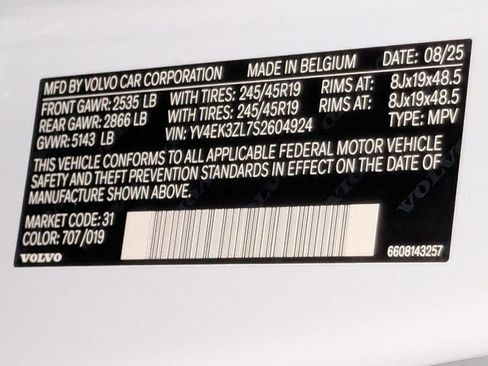 MFD BY VOLVO CAR CORPORATION MADE IN BELGIUM DATE: 08/25
FRONT GAWR: 2535 LB WITH TIRES: 245/45R19 RIMS AT: 8Jx19x48.5
REAR GAWR: 2866 LB WITH TIRES: 245/45R19 RIMS AT: 8Jx19x48.5
GVWR: 5143 LB VIN: YV4EK3ZL7S2604924 TYPE: MPV
THIS VEHICLE CONFORMS TO ALL APPLICABLE FEDERAL MOTOR VEHICLE
SAFETY AND THEFT PREVENTION STANDARDS IN EFFECT ON THE DATE OF
MANUFACTURE SHOWN ABOVE.
MARKET CODE: 31
COLOR: 707/019
VOLVO 6608143257